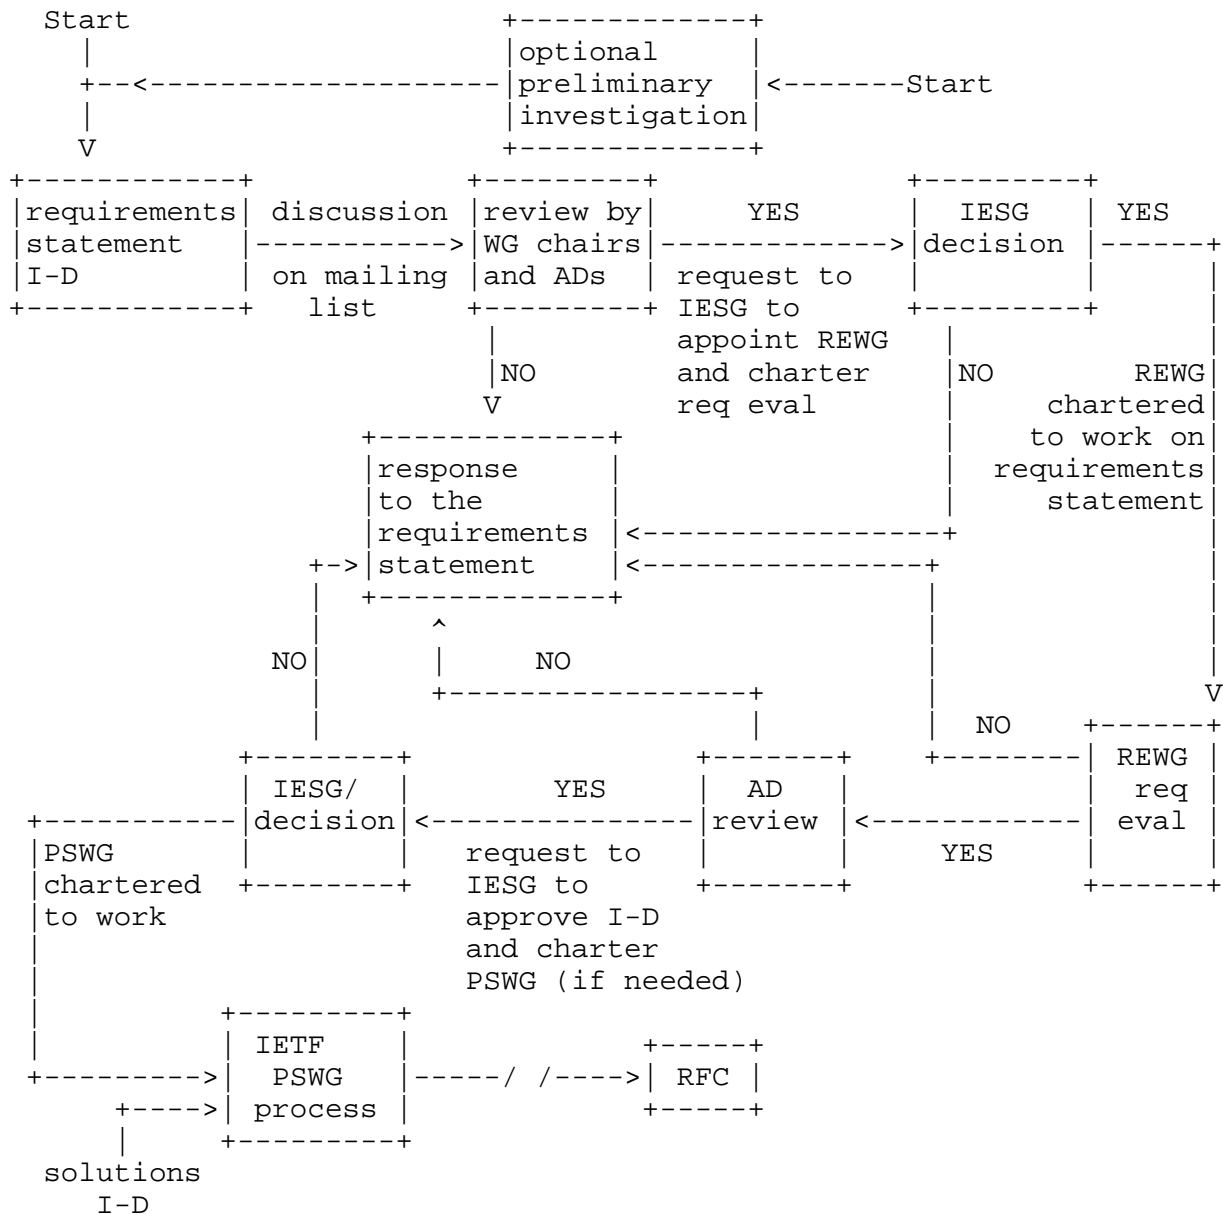 Start
optional
preliminary
investigation
Start
V
requirements
statement
I-D
discussion
on mailing
list
review by
WG chairs
and ADs
YES
request to
IESG to
appoint REWG
and charter
req eval
IESG
decision
YES
NO
V
NO
REWG
chartered
to work on
requirements
statement
response
to the
requirements
statement
NO
NO
V
NO
REWG
req
eval
YES
AD
review
YES
request to
IESG to
approve I-D
and charter
PSWG (if needed)
IESG/
decision
PSWG
chartered
to work
IETF
PSWG
process
/ /
RFC
solutions
I-D